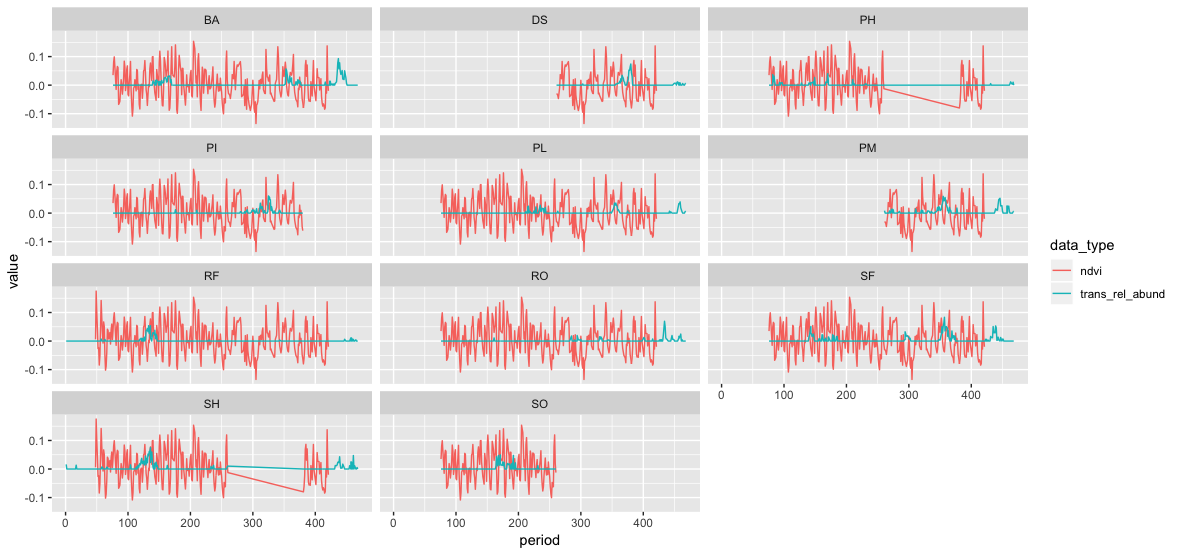 BA DS PH
0.1
0.0
-0.1
PI PL PM
0.1
0.0
-0.1
value
RF RO SF
0.1
0.0
-0.1
0 100 200 300 400
SH SO
0.1
0.0
-0.1
0 100 200 300 400 0 100 200 300 400
period
data_type
ndvi
trans_rel_abund